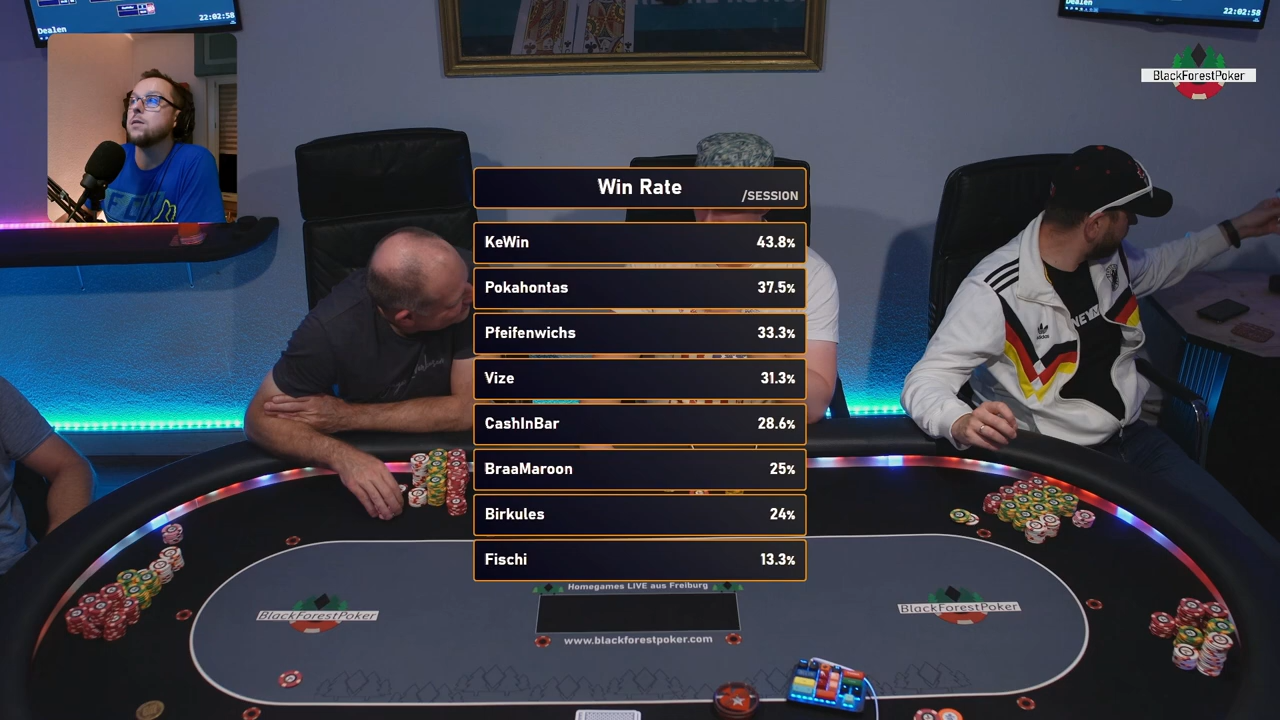 22:02:58
Dealen
22:02:58
Dealen
BlackForestPoker
Win Rate
/SESSION
KeWin 43.8%
Pokahontas 37.5%
Pfeifenwichs 33.3%
Vize 31.3%
CashInBar 28.6%
BraaMaroon 25%
Birkules 24%
Fischi 13.3%
adidas
Homegames LIVE aus Freiburg
BlackForestPoker
BlackForestPoker
www.blackforestpoker.com